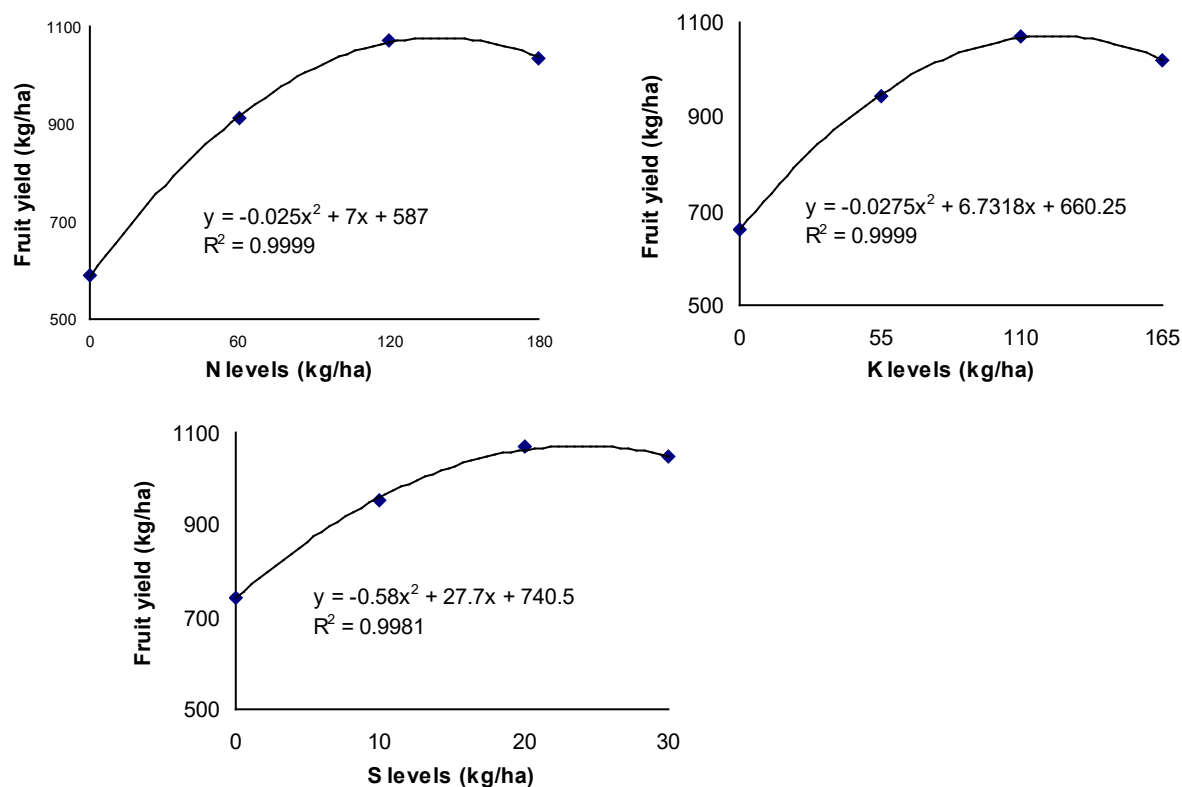 1100
900
700
500
Fruit yield (kg/ha)
y = -0.025x² + 7x + 587
R² = 0.9999
0 60 120 180
N levels (kg/ha)
1100
900
700
500
Fruit yield (kg/ha)
y = -0.0275x² + 6.7318x + 660.25
R² = 0.9999
0 55 110 165
K levels (kg/ha)
1100
900
700
500
Fruit yield (kg/ha)
y = -0.58x² + 27.7x + 740.5
R² = 0.9981
0 10 20 30
S levels (kg/ha)